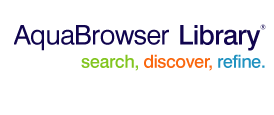 AquaBrowser Library®
search, discover, refine.